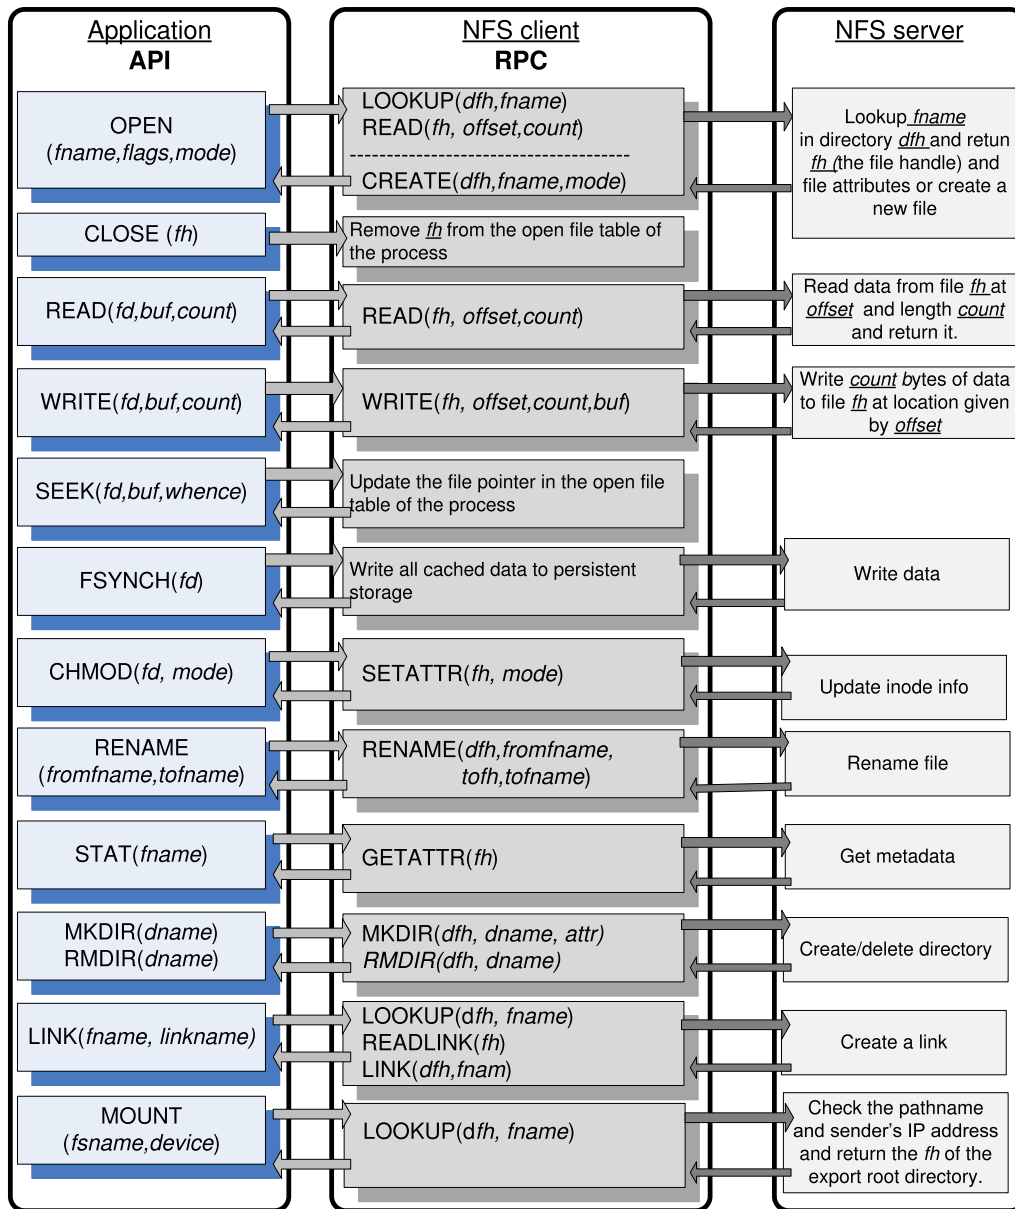 Application
API
NFS client
RPC
NFS server
OPEN
(fname,flags,mode)
LOOKUP(dfh,fname)
READ(fh, offset,count)
----------------------------------------
CREATE(dfh,fname,mode)
Lookup fname
in directory dfh and retun
fh (the file handle) and
file attributes or create a
new file
CLOSE (fh)
Remove fh from the open file table of
the process
READ(fd,buf,count)
READ(fh, offset,count)
Read data from file fh at
offset and length count
and return it.
WRITE(fd,buf,count)
WRITE(fh, offset,count,buf)
Write count bytes of data
to file fh at location given
by offset
SEEK(fd,buf,whence)
Update the file pointer in the open file
table of the process
FSYNCH(fd)
Write all cached data to persistent
storage
Write data
CHMOD(fd, mode)
SETATTR(fh, mode)
Update inode info
RENAME
(fromfname,tofname)
RENAME(dfh,fromfname,
tofh,tofname)
Rename file
STAT(fname)
GETATTR(fh)
Get metadata
MKDIR(dname)
RMDIR(dname)
MKDIR(dfh, dname, attr)
RMDIR(dfh, dname)
Create/delete directory
LINK(fname, linkname)
LOOKUP(dfh, fname)
READLINK(fh)
LINK(dfh,fnam)
Create a link
MOUNT
(fsname,device)
LOOKUP(dfh, fname)
Check the pathname
and sender's IP address
and return the fh of the
export root directory.